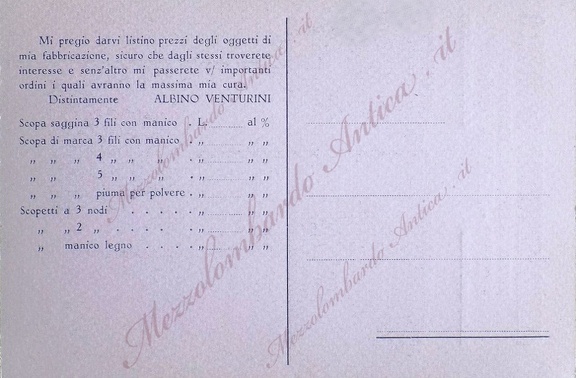 Mi pregio darvi listino prezzi degli oggetti di
mia fabbricazione, sicuro che dagli stessi troverete
interesse e senz'altro mi passerete v/ importanti
ordini i quali avranno la massima mia cura.
Distintamente ALBINO VENTURINI
Scopa saggina 3 fili con manico . L. al %
Scopa di marca 3 fili con manico . „ „ „
„ „ „ 4 „ „ „ . „ „ „
„ „ „ 5 „ „ „ . „ „ „
„ „ „ piuma per polvere . „ „ „
Scopetti a 3 nodi . . . . . „ „ „
„ „ 2 „ . . . . . „ „ „
„ manico legno . . . . „ „ „
Mezzolombardo Antica . it
Mezzolombardo Antica . it
Mezzolombardo Antica . it